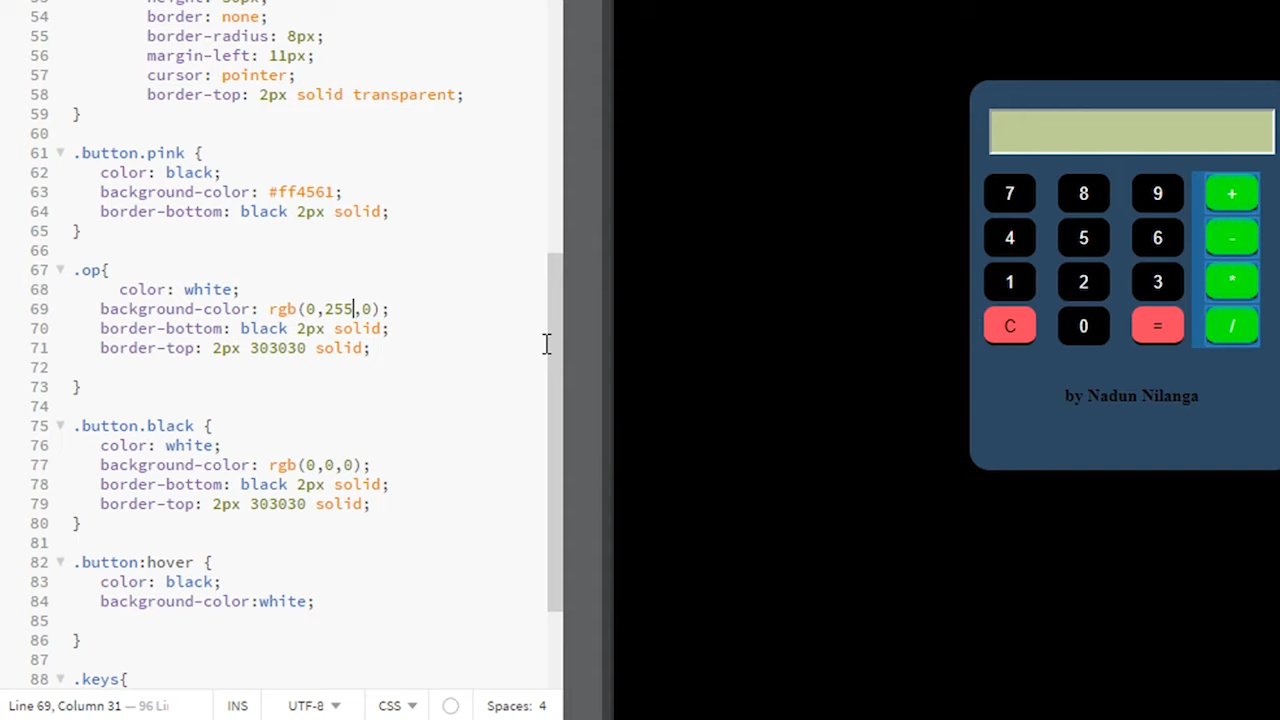 54 border: none;
55 border-radius: 8px;
56 margin-left: 11px;
57 cursor: pointer;
58 border-top: 2px solid transparent;
59 }
60
61 .button.pink {
62 color: black;
63 background-color: #ff4561;
64 border-bottom: black 2px solid;
65 }
66
67 .op{
68 color: white;
69 background-color: rgb(0,255,0);
70 border-bottom: black 2px solid;
71 border-top: 2px 303030 solid;
72
73 }
74
75 .button.black {
76 color: white;
77 background-color: rgb(0,0,0);
78 border-bottom: black 2px solid;
79 border-top: 2px 303030 solid;
80 }
81
82 .button:hover {
83 color: black;
84 background-color:white;
85
86 }
87
88 .keys{
Line 69, Column 31 — 96 Li INS UTF-8 CSS Spaces: 4
7 8 9 +
4 5 6 -
1 2 3 *
C 0 = /
by Nadun Nilanga